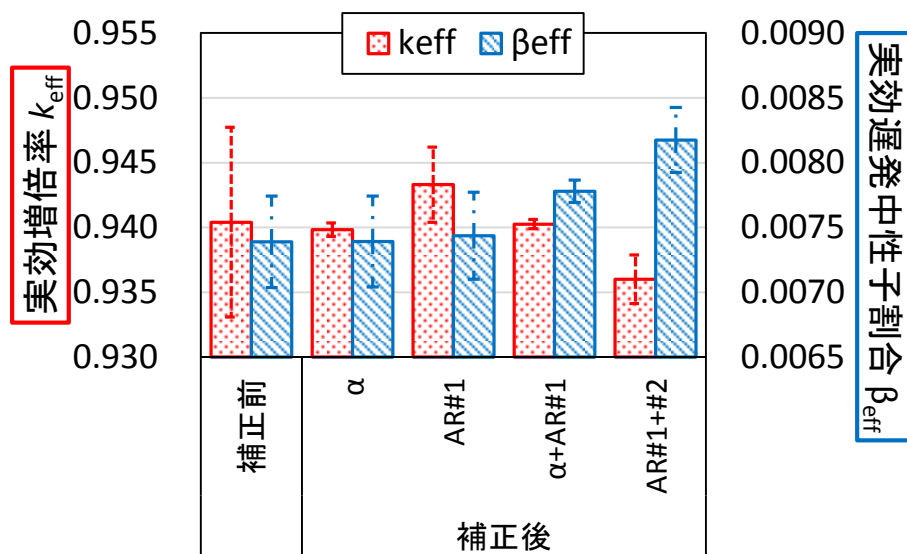 keff βeff
実効増倍率 keff
0.955
0.950
0.945
0.940
0.935
0.930
0.0090
0.0085
0.0080
0.0075
0.0070
0.0065
実効遅発中性子割合 βeff
補正前
α
AR#1
α+AR#1
AR#1+#2
補正後